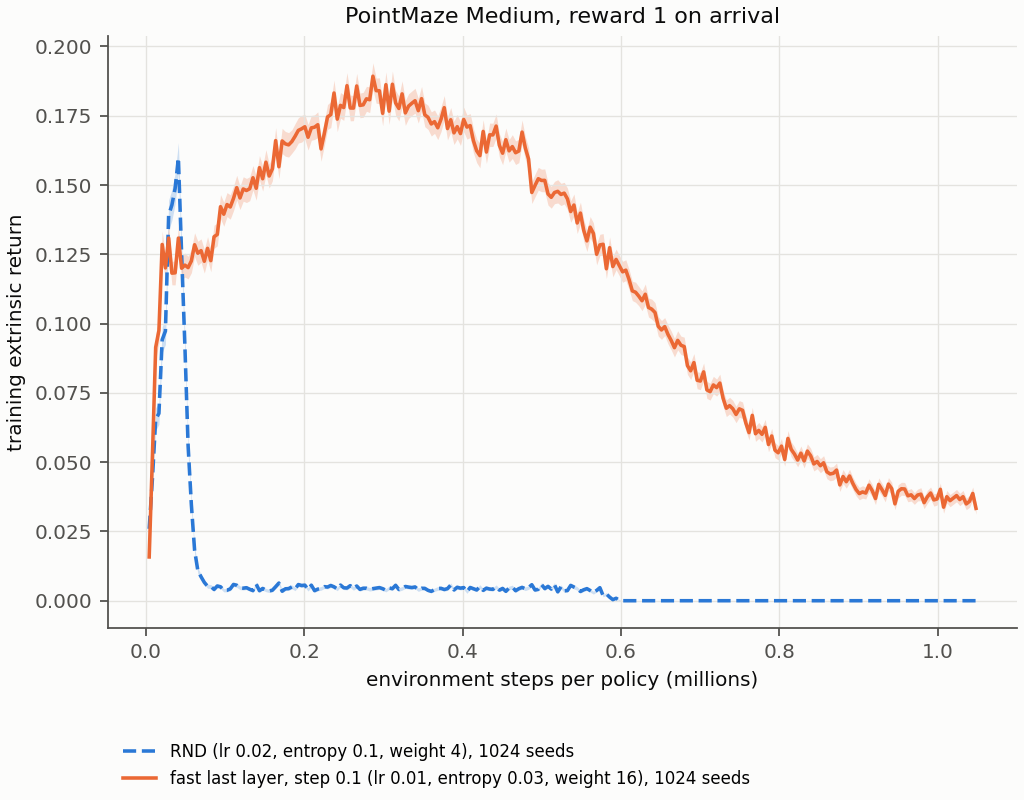 PointMaze Medium, reward 1 on arrival
0.200
0.175
0.150
0.125
0.100
0.075
0.050
0.025
0.000
training extrinsic return
0.0 0.2 0.4 0.6 0.8 1.0
environment steps per policy (millions)
RND (lr 0.02, entropy 0.1, weight 4), 1024 seeds
fast last layer, step 0.1 (lr 0.01, entropy 0.03, weight 16), 1024 seeds